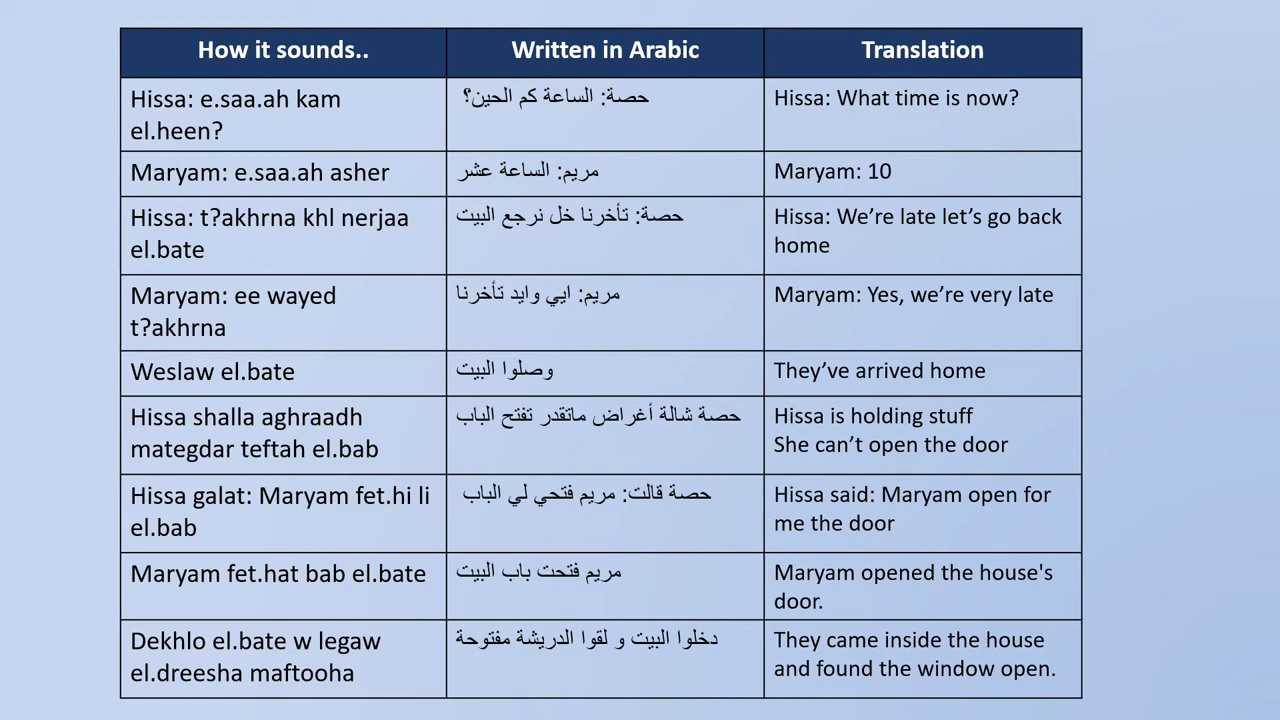 How it sounds..
Written in Arabic
Translation
Hissa: e.saa.ah kam
el.heen?
حصة: الساعة كم الحين؟
Hissa: What time is now?
Maryam: e.saa.ah asher
مريم: الساعة عشر
Maryam: 10
Hissa: t?akhrna khl nerjaa
el.bate
حصة: تأخرنا خل نرجع البيت
Hissa: We’re late let’s go back
home
Maryam: ee wayed
t?akhrna
مريم: ايي وايد تأخرنا
Maryam: Yes, we’re very late
Weslaw el.bate
وصلوا البيت
They’ve arrived home
Hissa shalla aghraadh
mategdar teftah el.bab
حصة شالة أغراض ماتقدر تفتح الباب
Hissa is holding stuff
She can’t open the door
Hissa galat: Maryam fet.hi li
el.bab
حصة قالت: مريم فتحي لي الباب
Hissa said: Maryam open for
me the door
Maryam fet.hat bab el.bate
مريم فتحت باب البيت
Maryam opened the house's
door.
Dekhlo el.bate w legaw
el.dreesha maftooha
دخلوا البيت و لقوا الدريشة مفتوحة
They came inside the house
and found the window open.